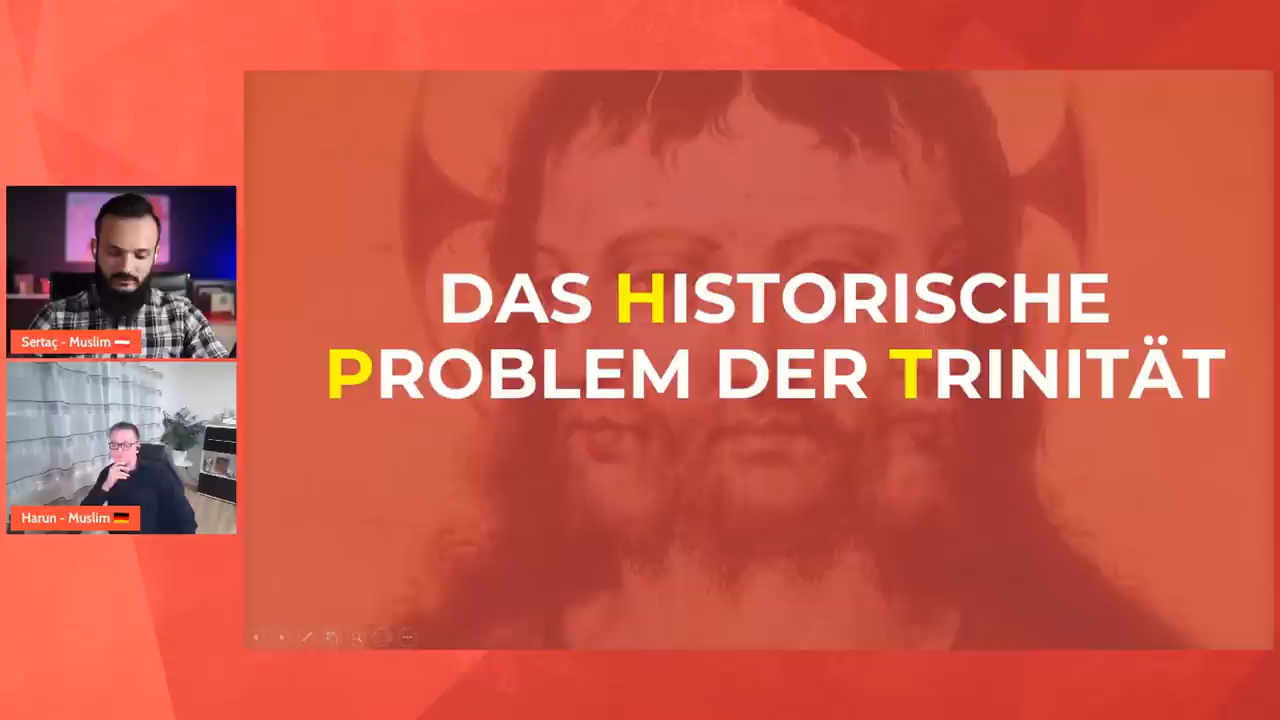 DAS HISTORISCHE
PROBLEM DER TRINITÄT
Sertaç - Muslim
Harun - Muslim